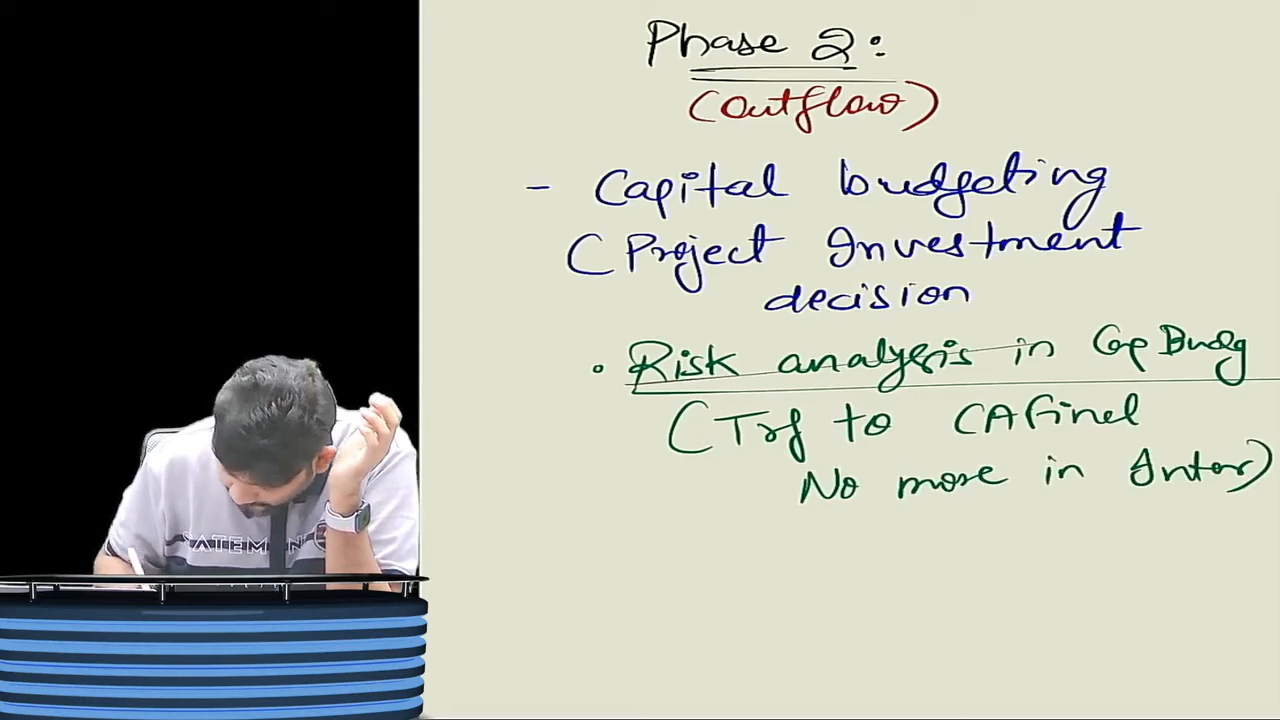 Phase 2:
(Outflow)
- Capital budgeting
(Project Investment
decision
• Risk analysis in Cap Budg
(Trf to CA Final
No more in Inter)